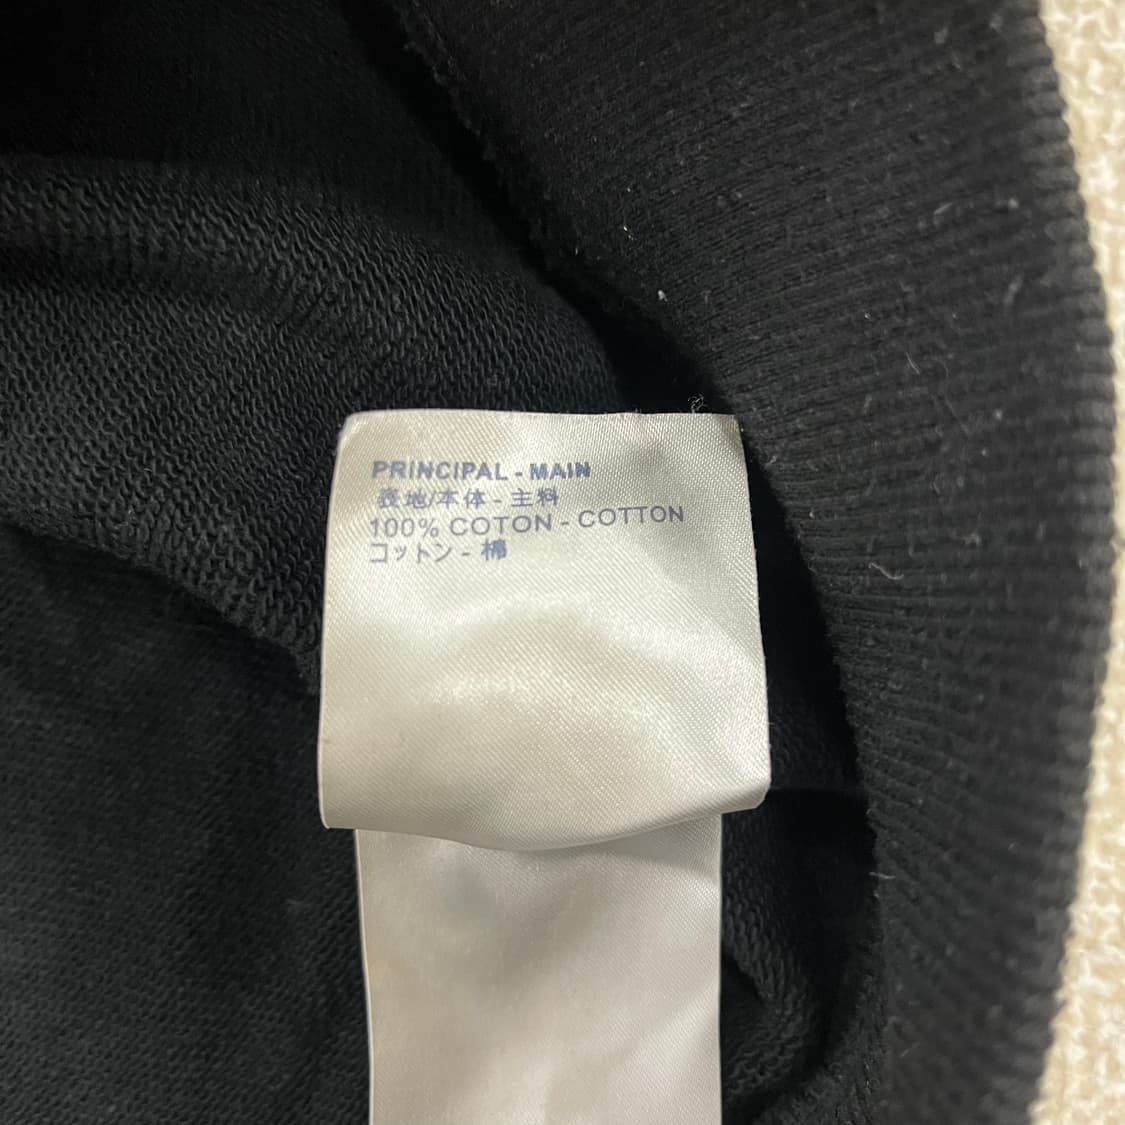 PRINCIPAL - MAIN
表地/本体 - 主料
100% COTON - COTTON
コットン - 棉